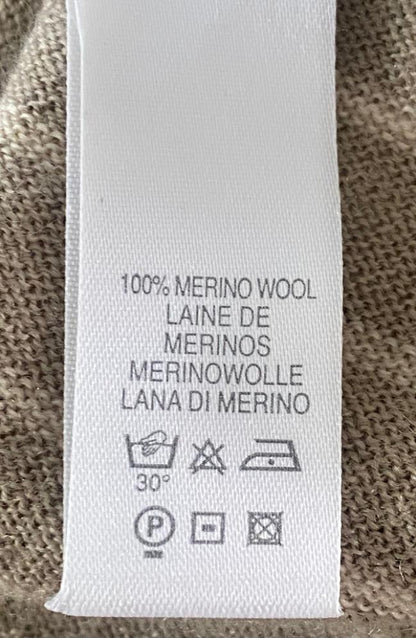 100% MERINO WOOL
LAINE DE
MERINOS
MERINOWOLLE
LANA DI MERINO
30°
P